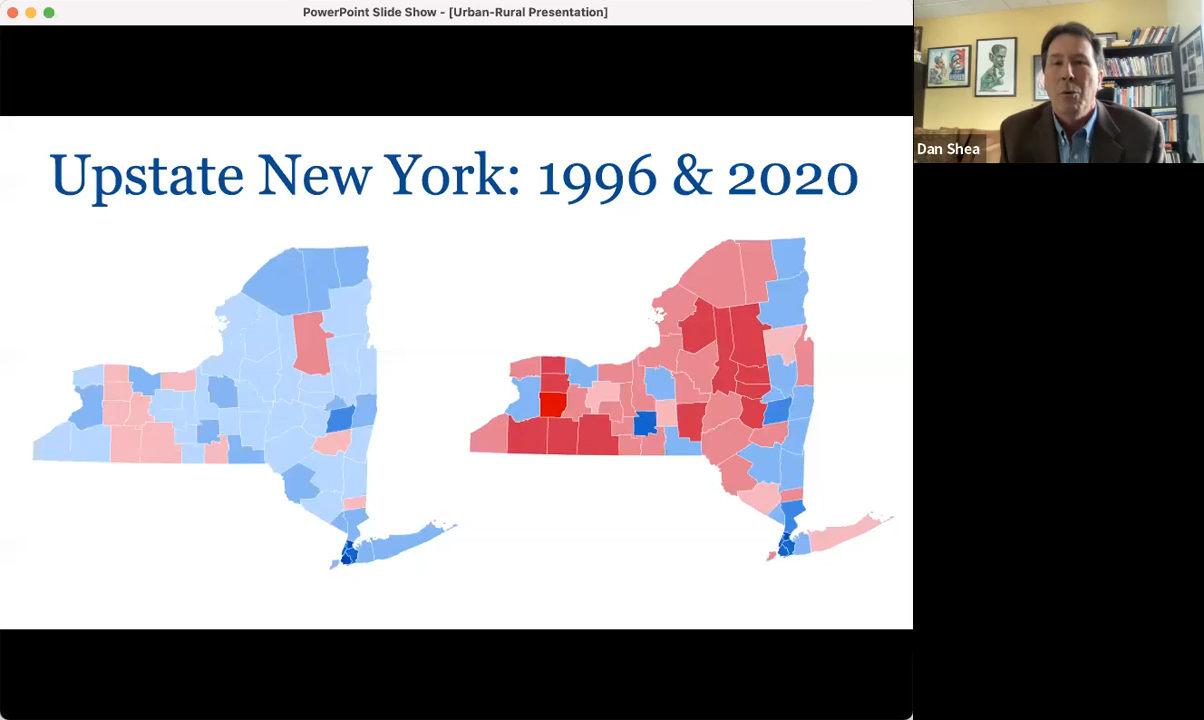 PowerPoint Slide Show - [Urban-Rural Presentation]
Upstate New York: 1996 & 2020
Dan Shea